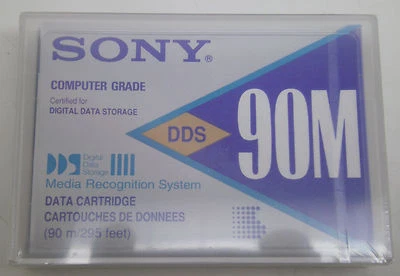 SONY®
COMPUTER GRADE
Certified for
DIGITAL DATA STORAGE
DDS
90M
DDS Digital
Data
Storage
Media Recognition System
DATA CARTRIDGE
CARTOUCHES DE DONNEES
(90 m/295 feet)